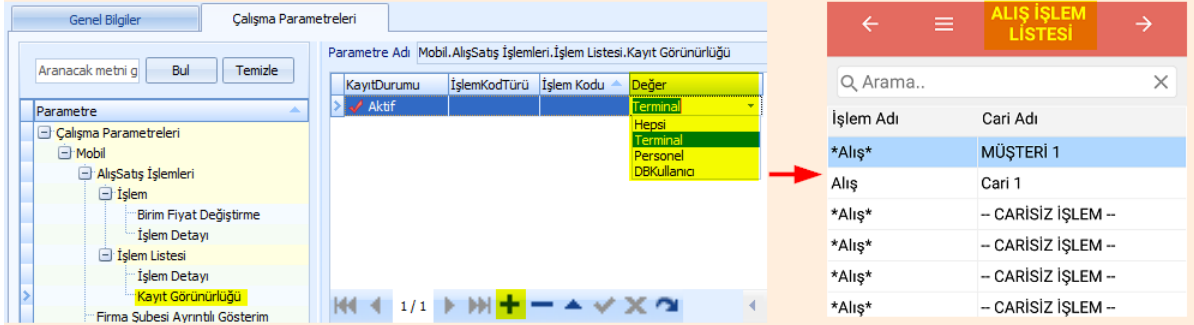 Genel Bilgiler
Çalışma Parametreleri
Aranacak metni g
Bul
Temizle
Parametre
Çalışma Parametreleri
Mobil
AlışSatış İşlemleri
İşlem
Birim Fiyat Değiştirme
İşlem Detayı
İşlem Listesi
İşlem Detayı
Kayıt Görünürlüğü
Firma Şubesi Ayrıntılı Gösterim
Parametre Adı Mobil.AlışSatış İşlemleri.İşlem Listesi.Kayıt Görünürlüğü
KayıtDurumu İşlemKodTürü İşlem Kodu Değer
Aktif Terminal
Hepsi
Terminal
Personel
DBKullanıcı
1 / 1
ALIŞ İŞLEM
LİSTESİ
Arama..
İşlem Adı Cari Adı
*Alış* MÜŞTERİ 1
Alış Cari 1
*Alış* -- CARİSİZ İŞLEM --
*Alış* -- CARİSİZ İŞLEM --
*Alış* -- CARİSİZ İŞLEM --
*Alış* -- CARİSİZ İŞLEM --